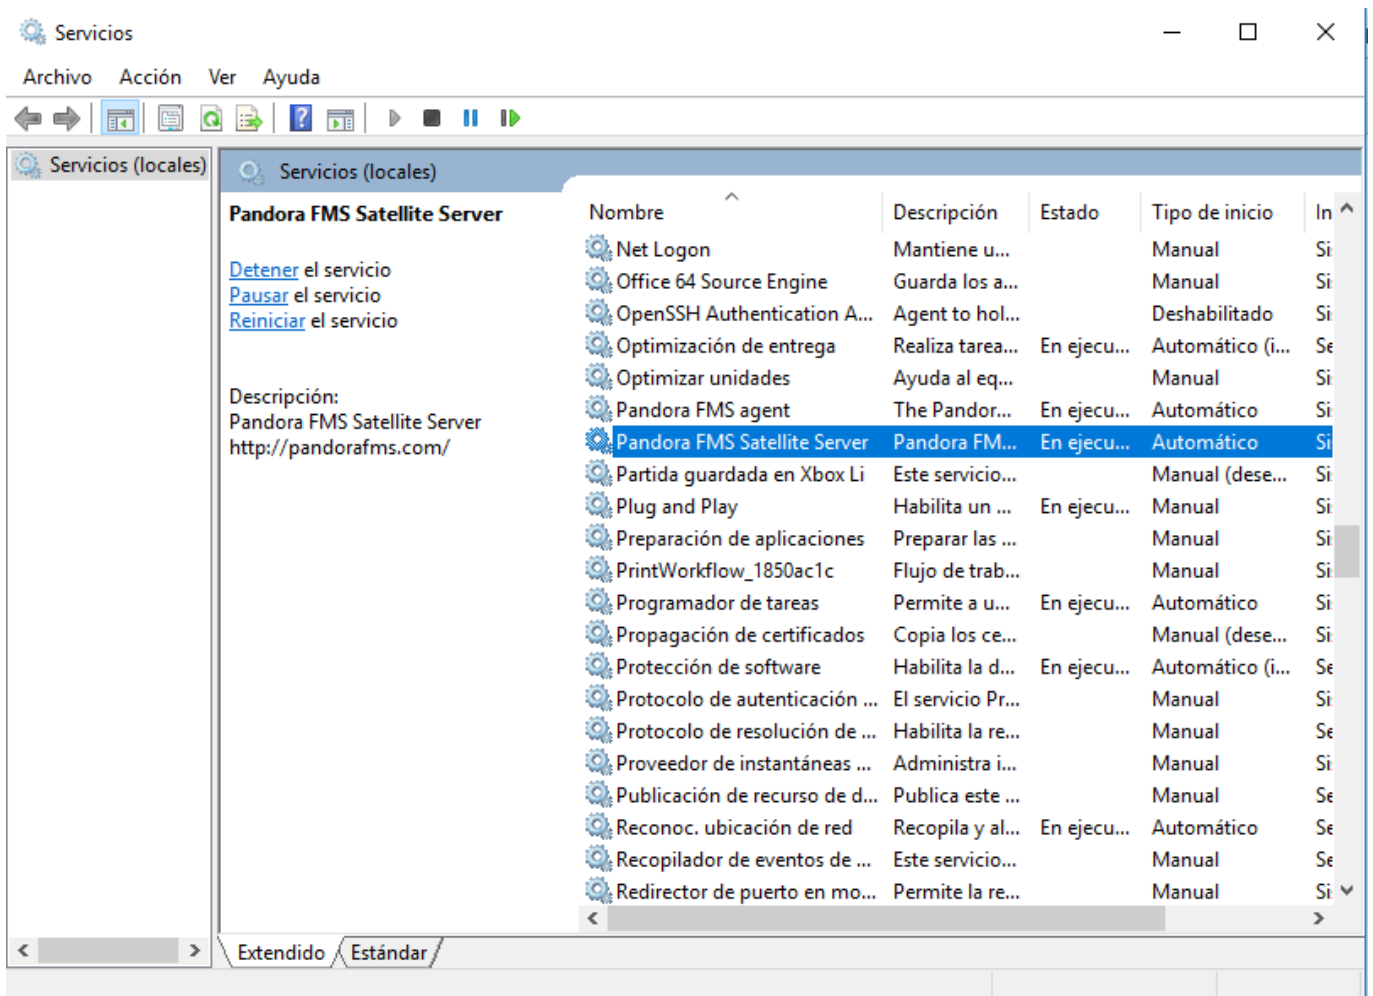 Servicios
Archivo Acción Ver Ayuda
Servicios (locales)
Servicios (locales)
Pandora FMS Satellite Server
Detener el servicio
Pausar el servicio
Reiniciar el servicio
Descripción:
Pandora FMS Satellite Server
http://pandorafms.com/
Nombre Descripción Estado Tipo de inicio In
Net Logon Mantiene u... Manual Si
Office 64 Source Engine Guarda los a... Manual Si
OpenSSH Authentication A... Agent to hol... Deshabilitado Si
Optimización de entrega Realiza tarea... En ejecu... Automático (i... Se
Optimizar unidades Ayuda al eq... Manual Si
Pandora FMS agent The Pandor... En ejecu... Automático Si
Pandora FMS Satellite Server Pandora FM... En ejecu... Automático Si
Partida guardada en Xbox Li Este servicio... Manual (dese... Si
Plug and Play Habilita un ... En ejecu... Manual Si
Preparación de aplicaciones Preparar las ... Manual Si
PrintWorkflow_1850ac1c Flujo de trab... Manual Si
Programador de tareas Permite a u... En ejecu... Automático Si
Propagación de certificados Copia los ce... Manual (dese... Si
Protección de software Habilita la d... En ejecu... Automático (i... Se
Protocolo de autenticación ... El servicio Pr... Manual Si
Protocolo de resolución de ... Habilita la re... Manual Se
Proveedor de instantáneas ... Administra i... Manual Si
Publicación de recurso de d... Publica este ... Manual Se
Reconoc. ubicación de red Recopila y al... En ejecu... Automático Se
Recopilador de eventos de ... Este servicio... Manual Se
Redirector de puerto en mo... Permite la re... Manual Si
Extendido Estándar